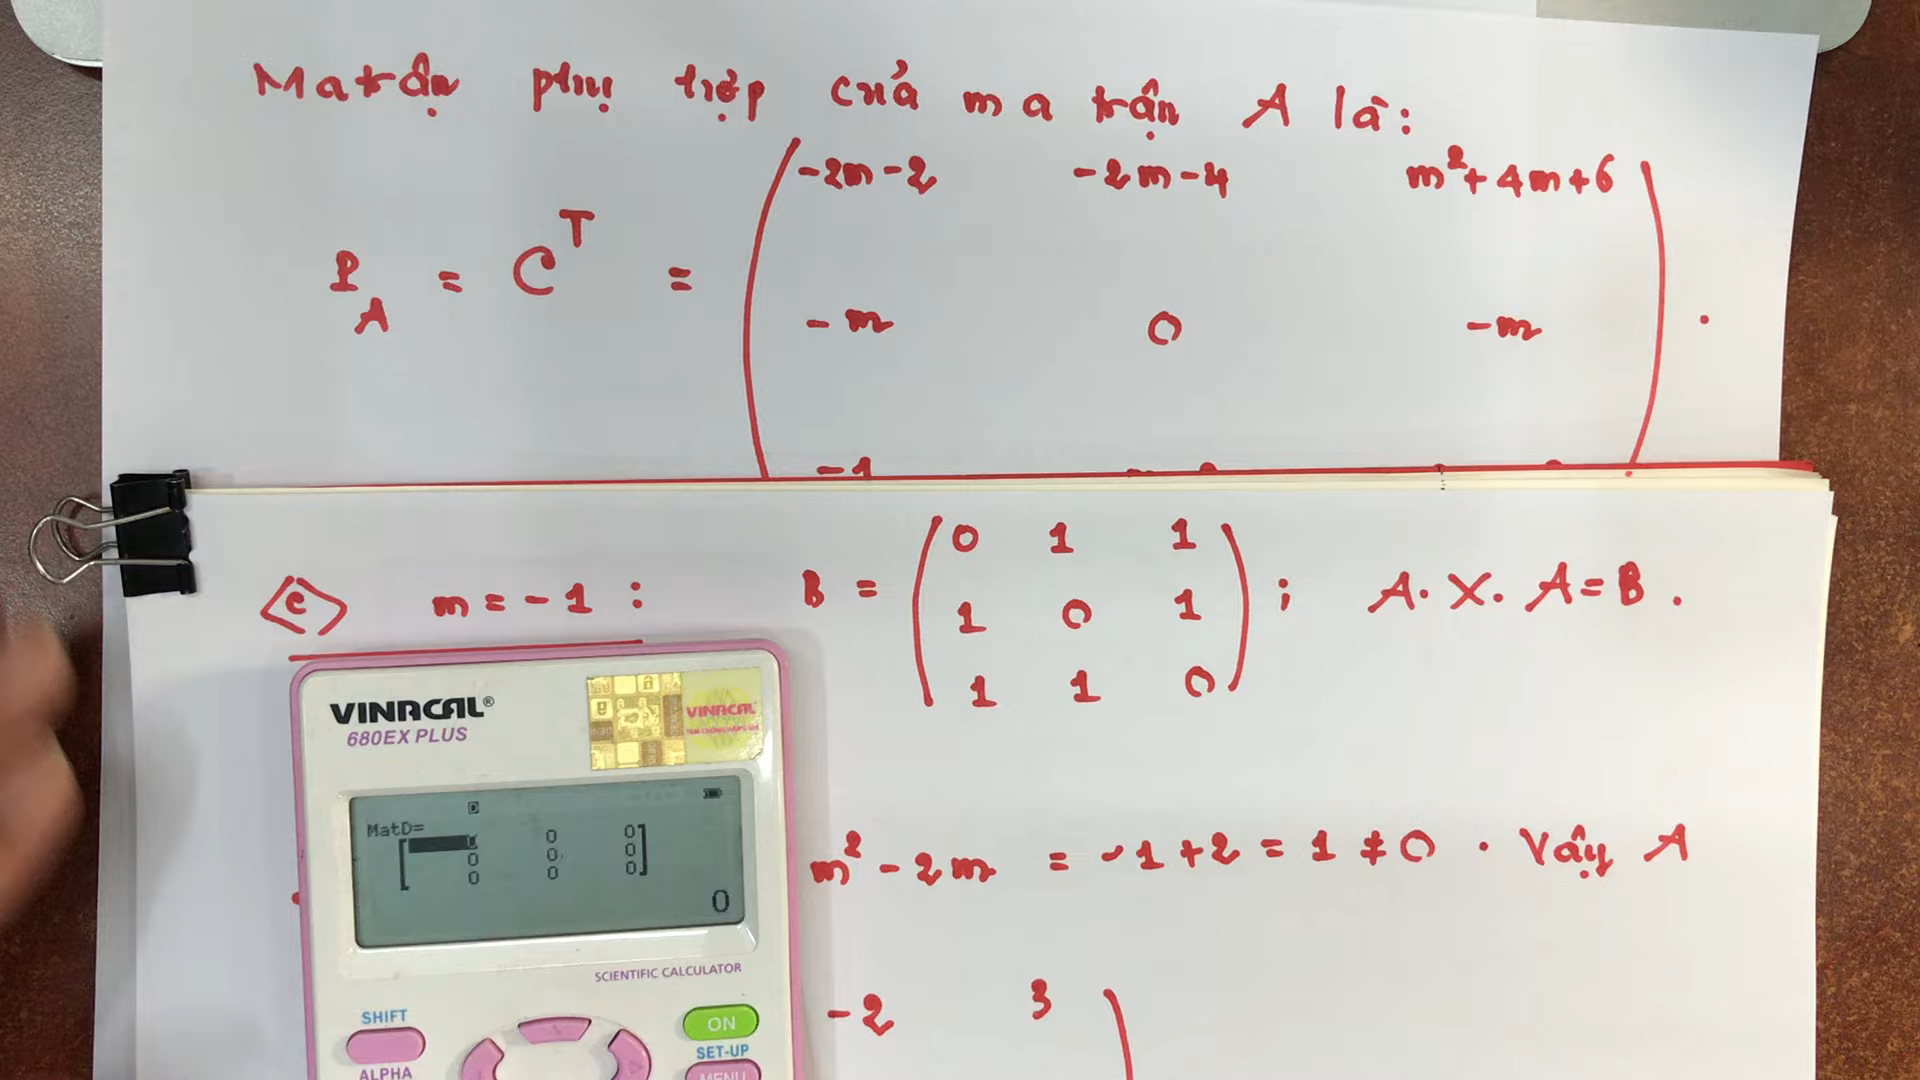 Ma trận phụ hợp của ma trận A là:
P_A = C^T = ( -2m-2 -2m-4 m²+4m+6
-m 0 -m ) .
-1
c m = -1 : B = ( 0 1 1
1 0 1
1 1 0 ) ; A. X. A = B .
VINACAL®
680EX PLUS
VINACAL
MatD=
[ 0 0 0
0 0 0
0 0 0 ]
0
m² - 2m = -1+2 = 1 ≠ 0 . Vậy A
SCIENTIFIC CALCULATOR
-2 3
SHIFT
ON
SET-UP
ALPHA
MENU